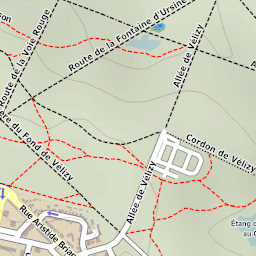 Route de la Voie Rouge
Route de la Fontaine d'Ursine
Allée de Vélizy
Cordon de Vélizy
ère du Fond de Vélizy
Allée de Vélizy
Rue Aristide Brian
Étang